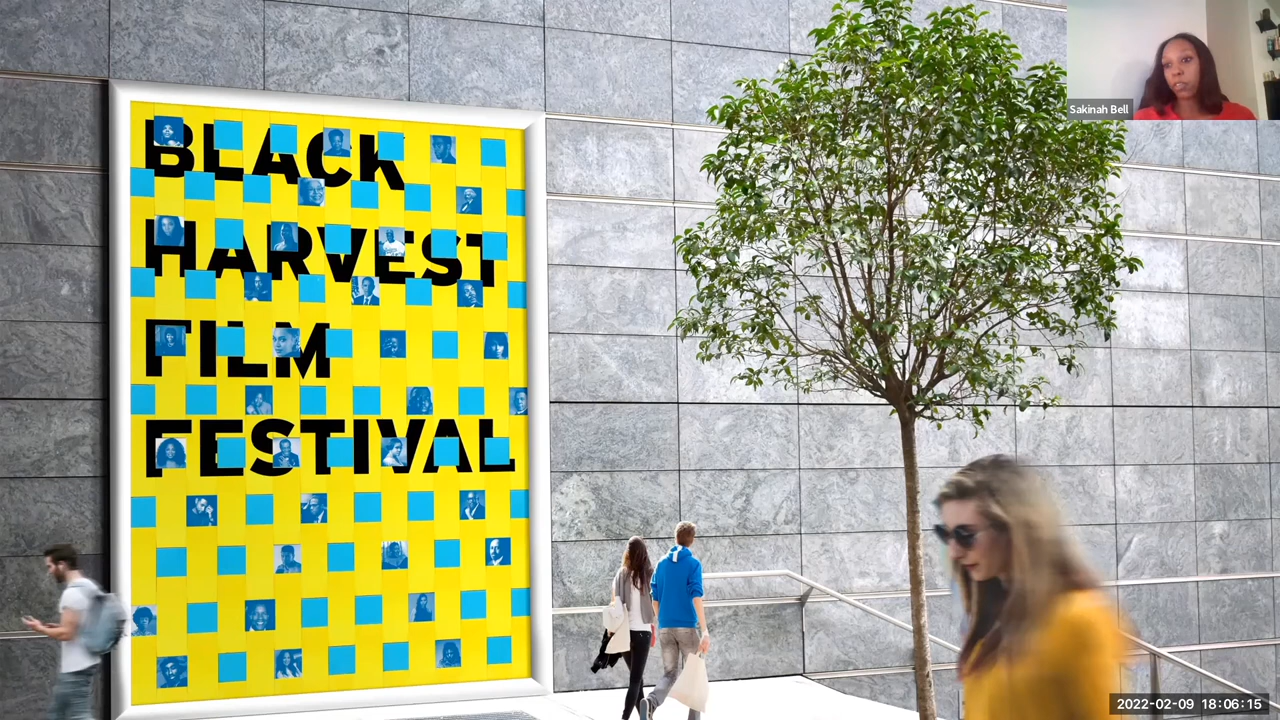 BLACK
HARVEST
FILM
FESTIVAL
Sakinah Bell
2022-02-09 18:06:15